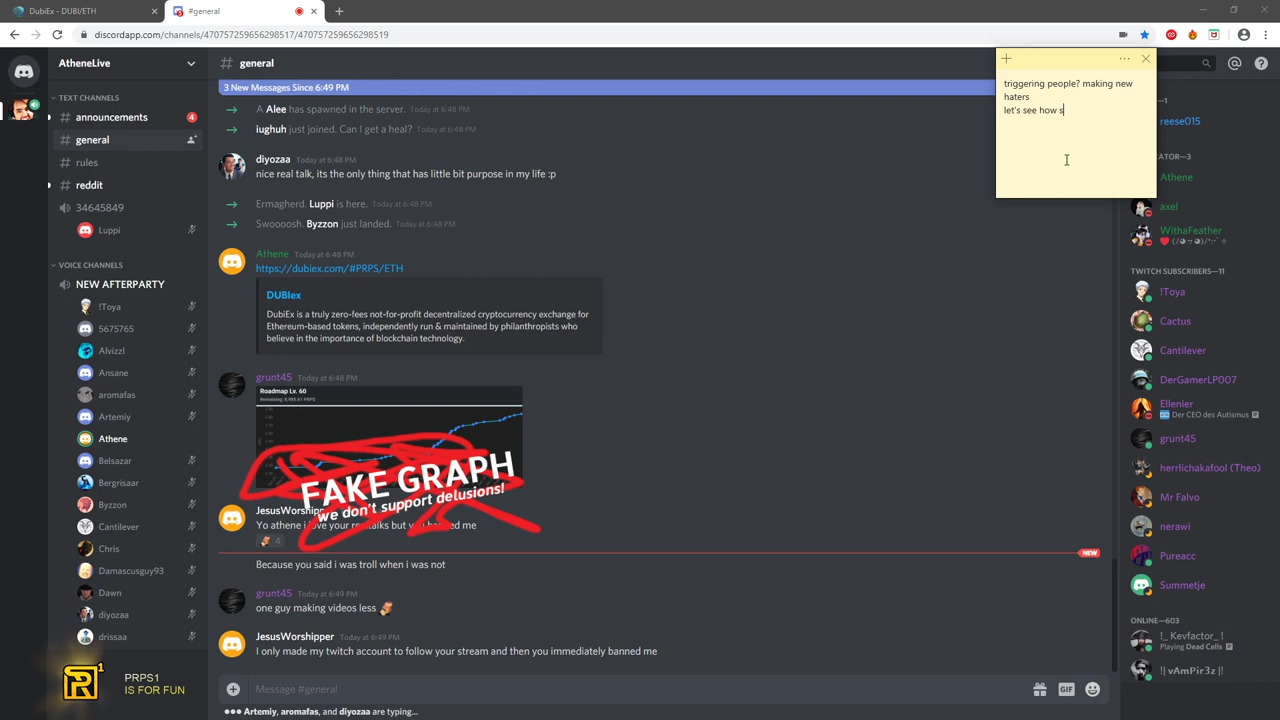 DubiEx - DUBI/ETH
#general
discordapp.com/channels/470757259656298517/470757259656298519
AtheneLive
TEXT CHANNELS
announcements
4
general
rules
reddit
34645849
Luppi
VOICE CHANNELS
NEW AFTERPARTY
!Toya
5675765
Alvizzl
Ansane
aromafas
Artemiy
Athene
Belsazar
Bergrisaar
Byzzon
Cantilever
Chris
Damascusguy93
Dawn
diyozaa
drissaa
PRPS1
IS FOR FUN
# general
3 New Messages Since 6:49 PM
A Alee has spawned in the server. Today at 6:48 PM
iughuh just joined. Can I get a heal? Today at 6:48 PM
diyozaa Today at 6:48 PM
nice real talk, its the only thing that has little bit purpose in my life :p
Ermagherd. Luppi is here. Today at 6:48 PM
Swoooosh. Byzzon just landed. Today at 6:48 PM
Athene Today at 6:48 PM
https://dubiex.com/#PRPS/ETH
DUBIex
DubiEx is a truly zero-fees not-for-profit decentralized cryptocurrency exchange for
Ethereum-based tokens, independently run & maintained by philanthropists who
believe in the importance of blockchain technology.
grunt45 Today at 6:48 PM
Roadmap Lv. 60
FAKE GRAPH
we don't support delusions!
JesusWorshipper
Yo athene i love your real talks but you banned me
4
NEW
Because you said i was troll when i was not
grunt45 Today at 6:49 PM
one guy making videos less
JesusWorshipper Today at 6:49 PM
I only made my twitch account to follow your stream and then you immediately banned me
Message #general
GIF
Artemiy, aromafas, and diyozaa are typing...
triggering people? making new
haters
let's see how s
reese015
ATOR—3
Athene
axel
WithaFeather
TWITCH SUBSCRIBERS—11
!Toya
Cactus
Cantilever
DerGamerLP007
Ellenier
Der CEO des Autismus
grunt45
herrlichakafool (Theo)
Mr Falvo
nerawi
Pureacc
Summetje
ONLINE—603
!_ Kevfactor_ !
Playing Dead Cells
!| vAmPir3z |!